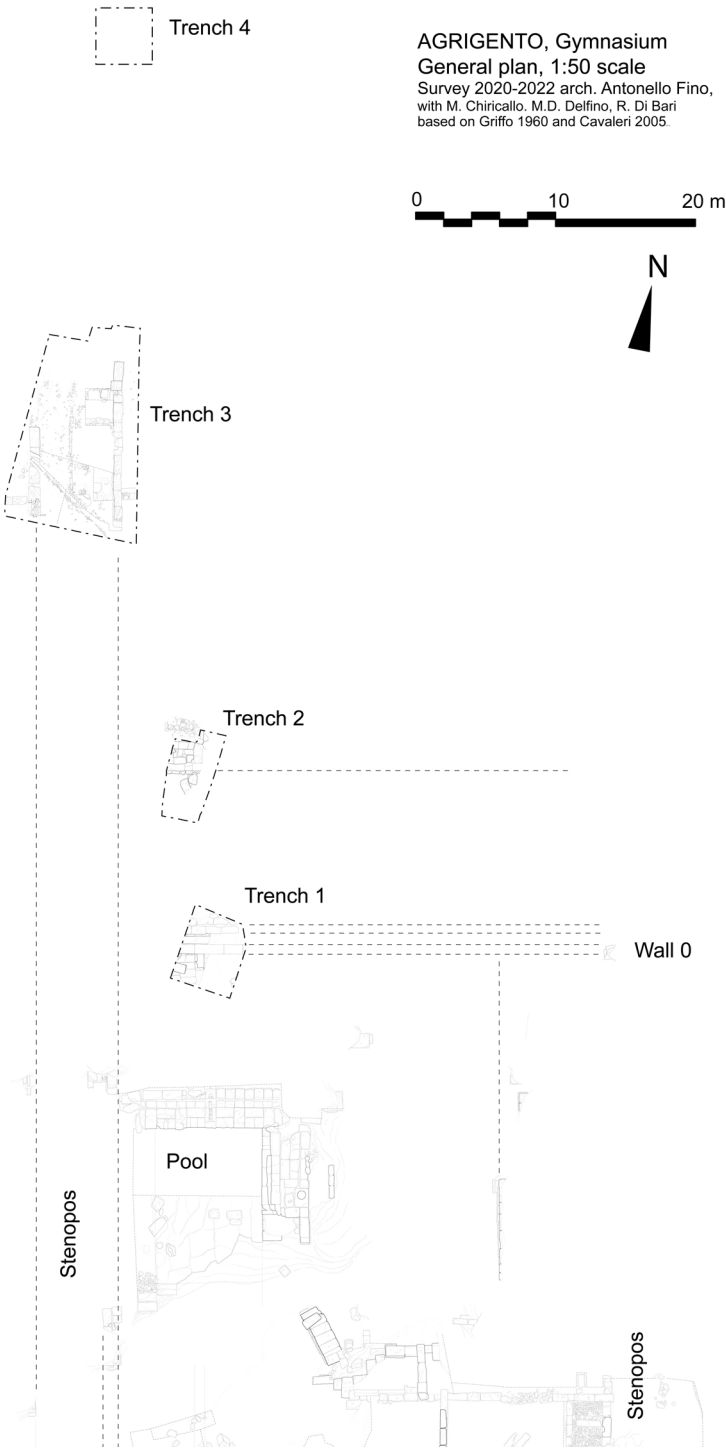 Trench 4
AGRIGENTO, Gymnasium
General plan, 1:50 scale
Survey 2020-2022 arch. Antonello Fino,
with M. Chiricallo. M.D. Delfino, R. Di Bari
based on Griffo 1960 and Cavaleri 2005.
0 10 20 m
N
Trench 3
Trench 2
Trench 1
Wall 0
Pool
Stenopos
Stenopos